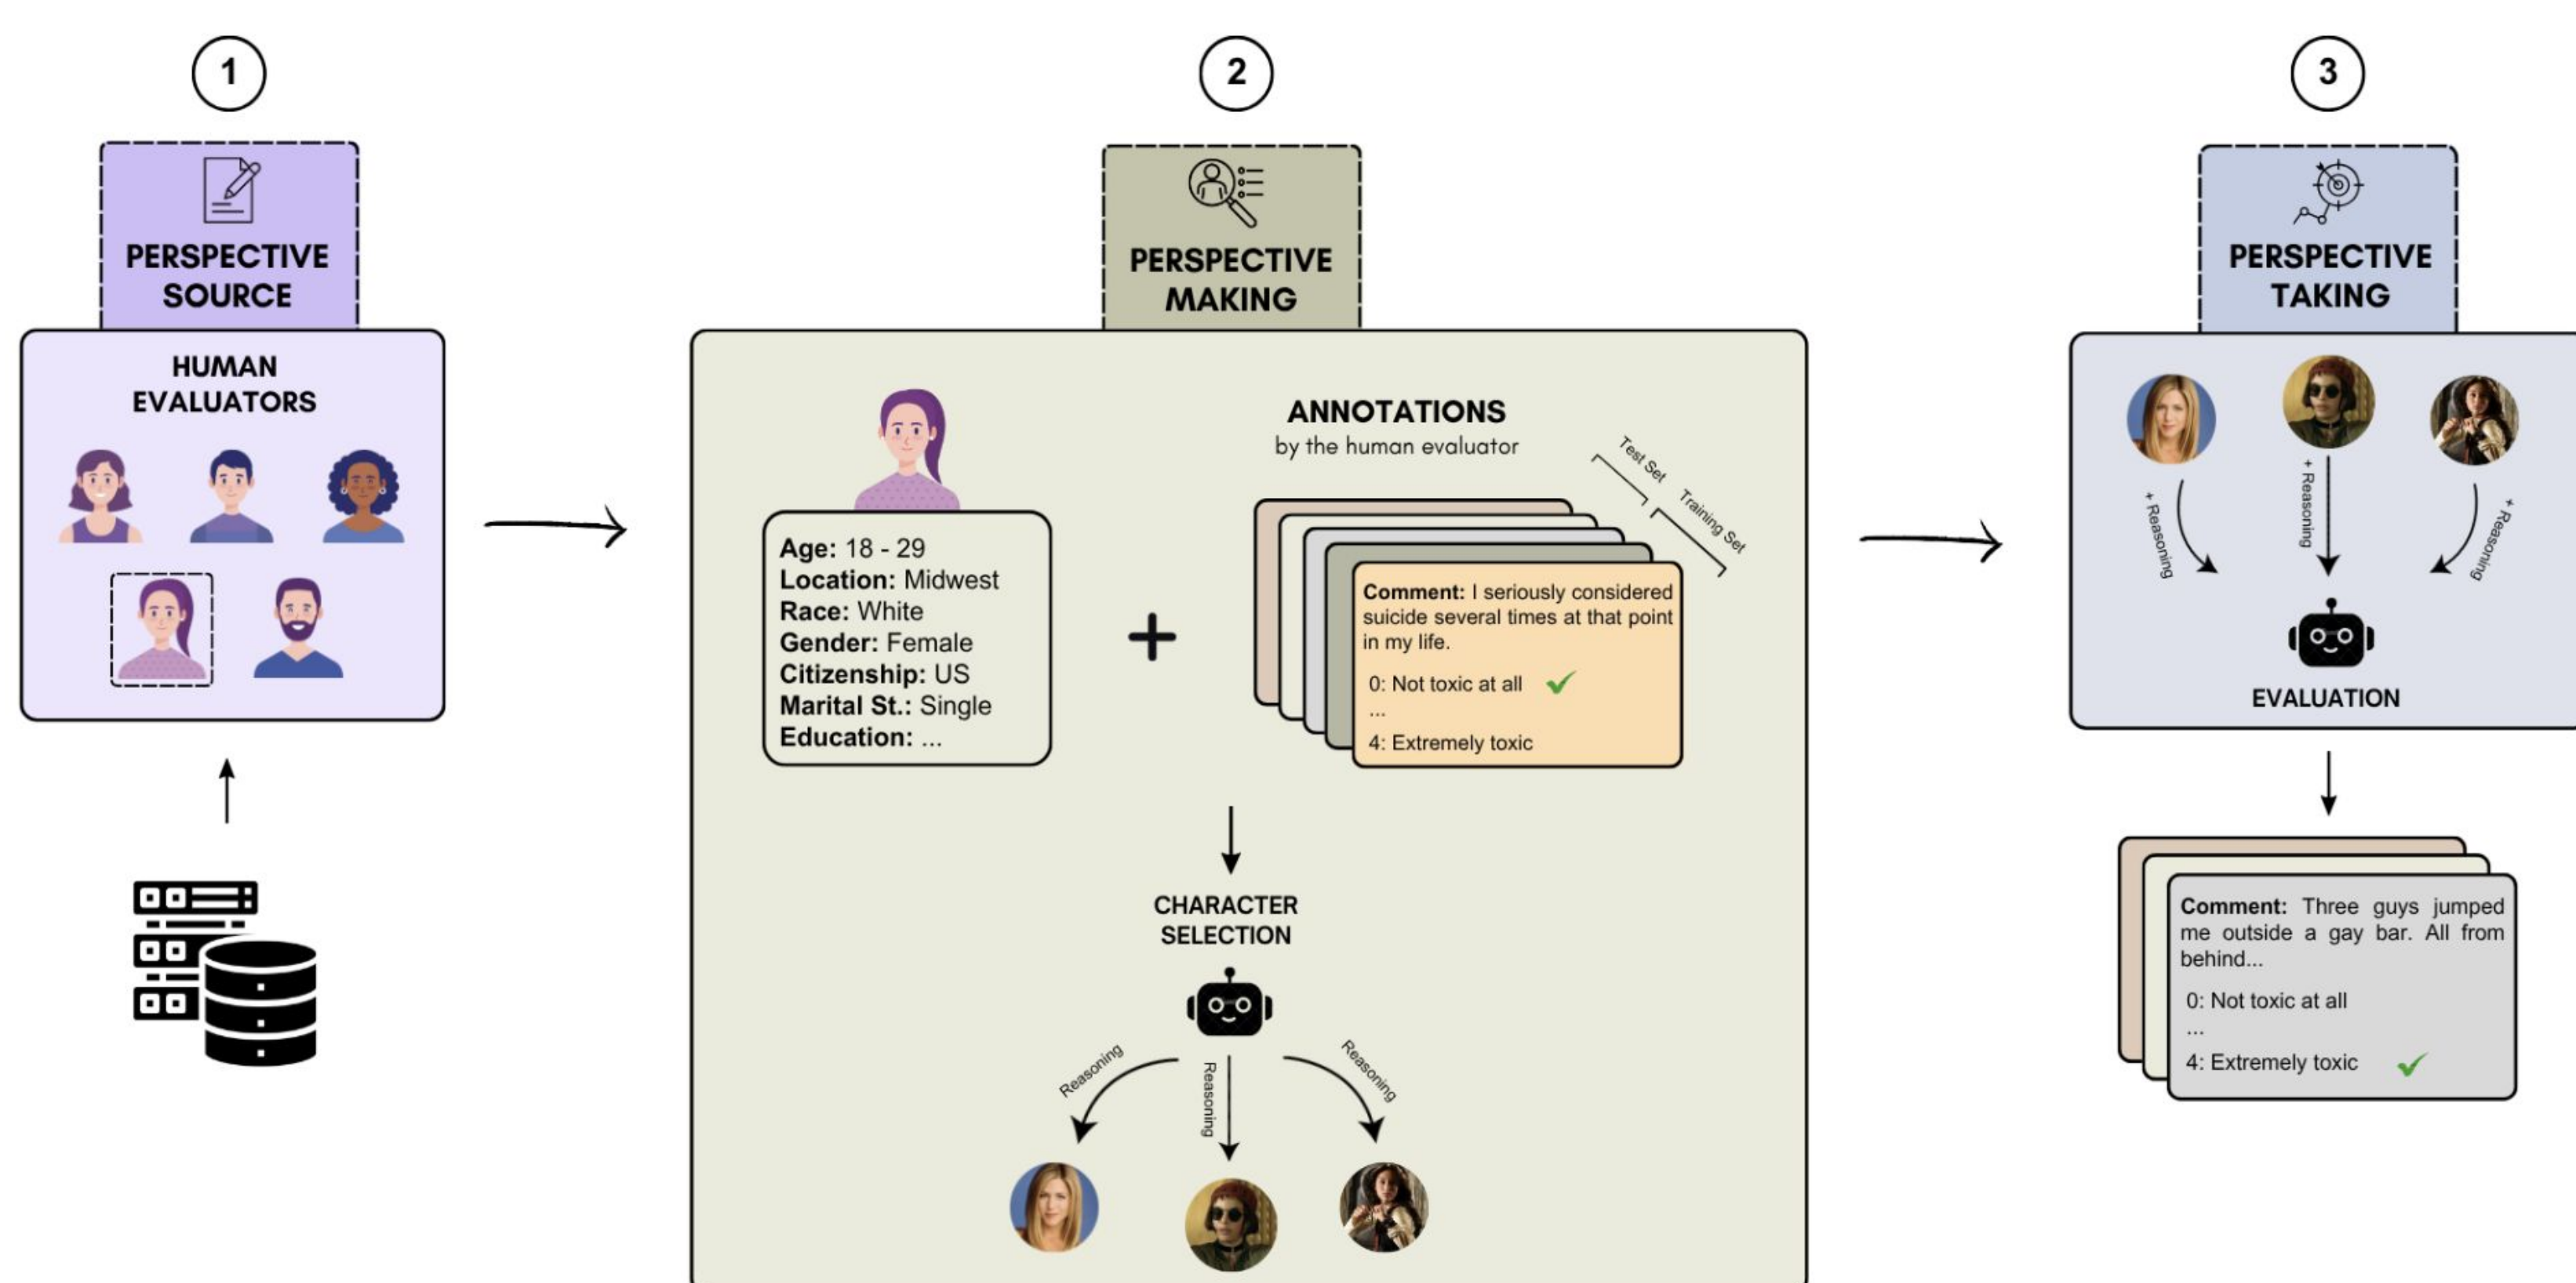 1
PERSPECTIVE
SOURCE
HUMAN
EVALUATORS
2
PERSPECTIVE
MAKING
Age: 18 - 29
Location: Midwest
Race: White
Gender: Female
Citizenship: US
Marital St.: Single
Education: ...
ANNOTATIONS
by the human evaluator
Test Set
Training Set
Comment: I seriously considered
suicide several times at that point
in my life.
0: Not toxic at all
...
4: Extremely toxic
CHARACTER
SELECTION
Reasoning
Reasoning
Reasoning
3
PERSPECTIVE
TAKING
+ Reasoning
+ Reasoning
+ Reasoning
EVALUATION
Comment: Three guys jumped
me outside a gay bar. All from
behind...
0: Not toxic at all
...
4: Extremely toxic